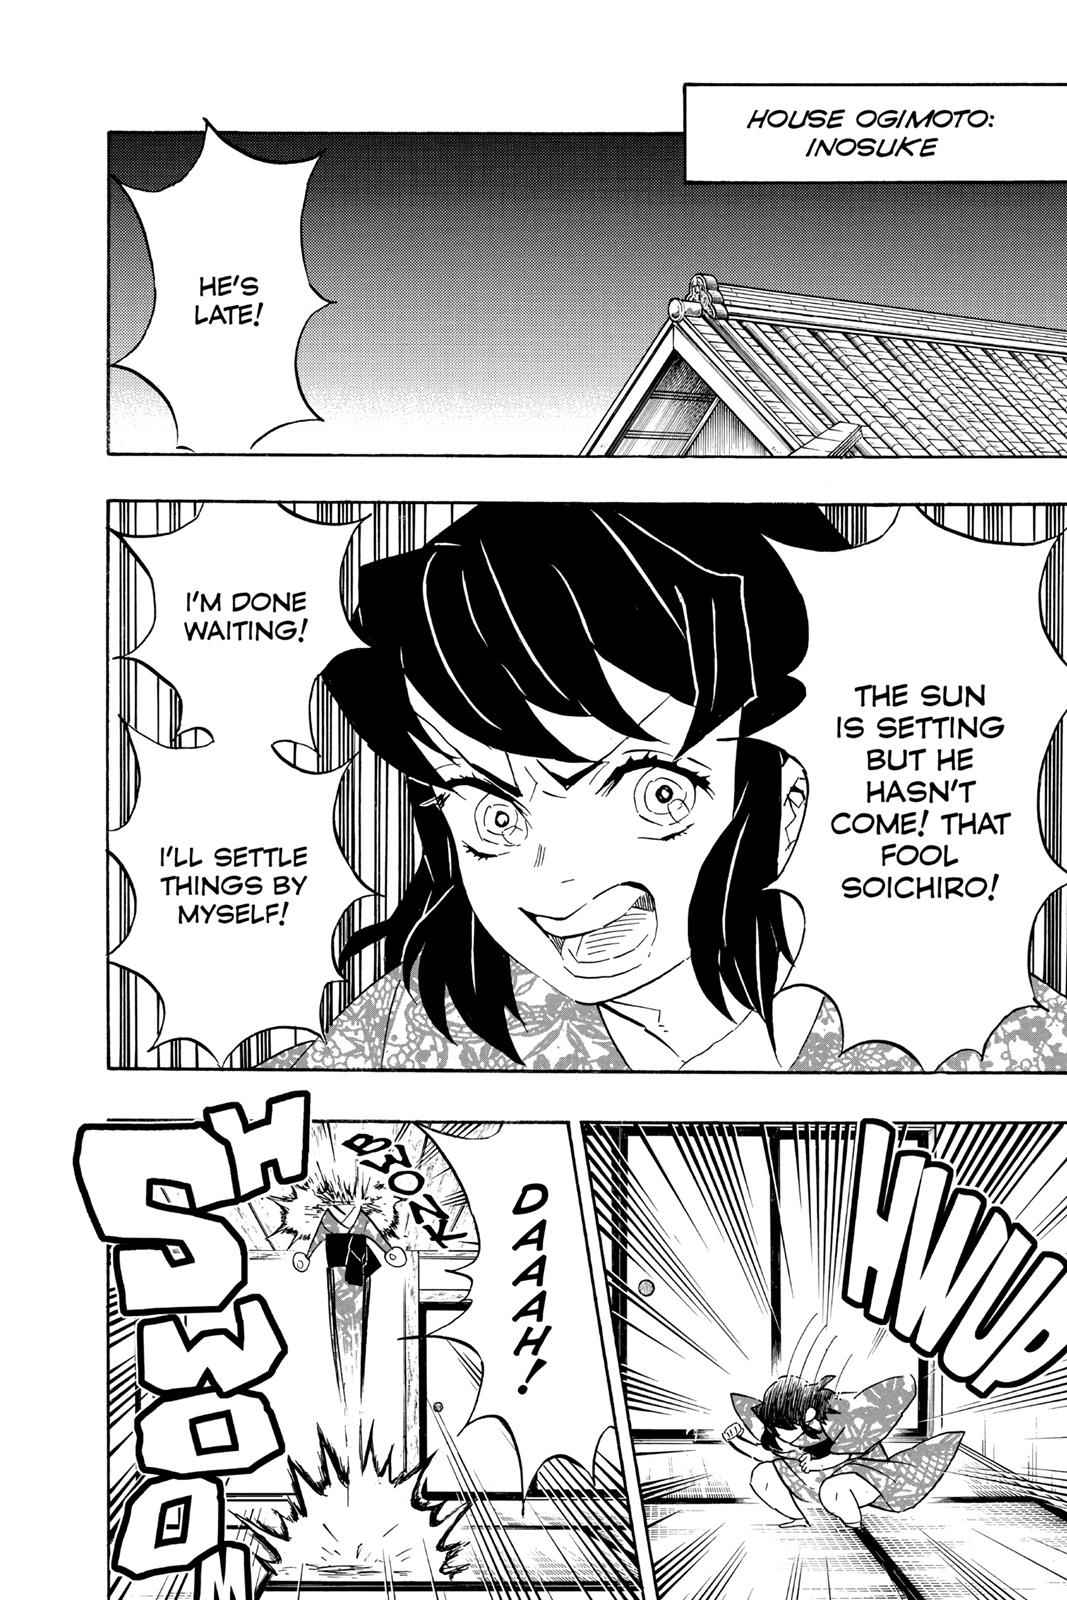 HOUSE OGIMOTO:
INOSUKE
HE'S
LATE!
THE SUN
IS SETTING
BUT HE
HASN'T
COME! THAT
FOOL
SOICHIRO!
I'M DONE
WAITING!
I'LL SETTLE
THINGS BY
MYSELF!
HWUP
DAAAH!
BWONK
SHWOOM